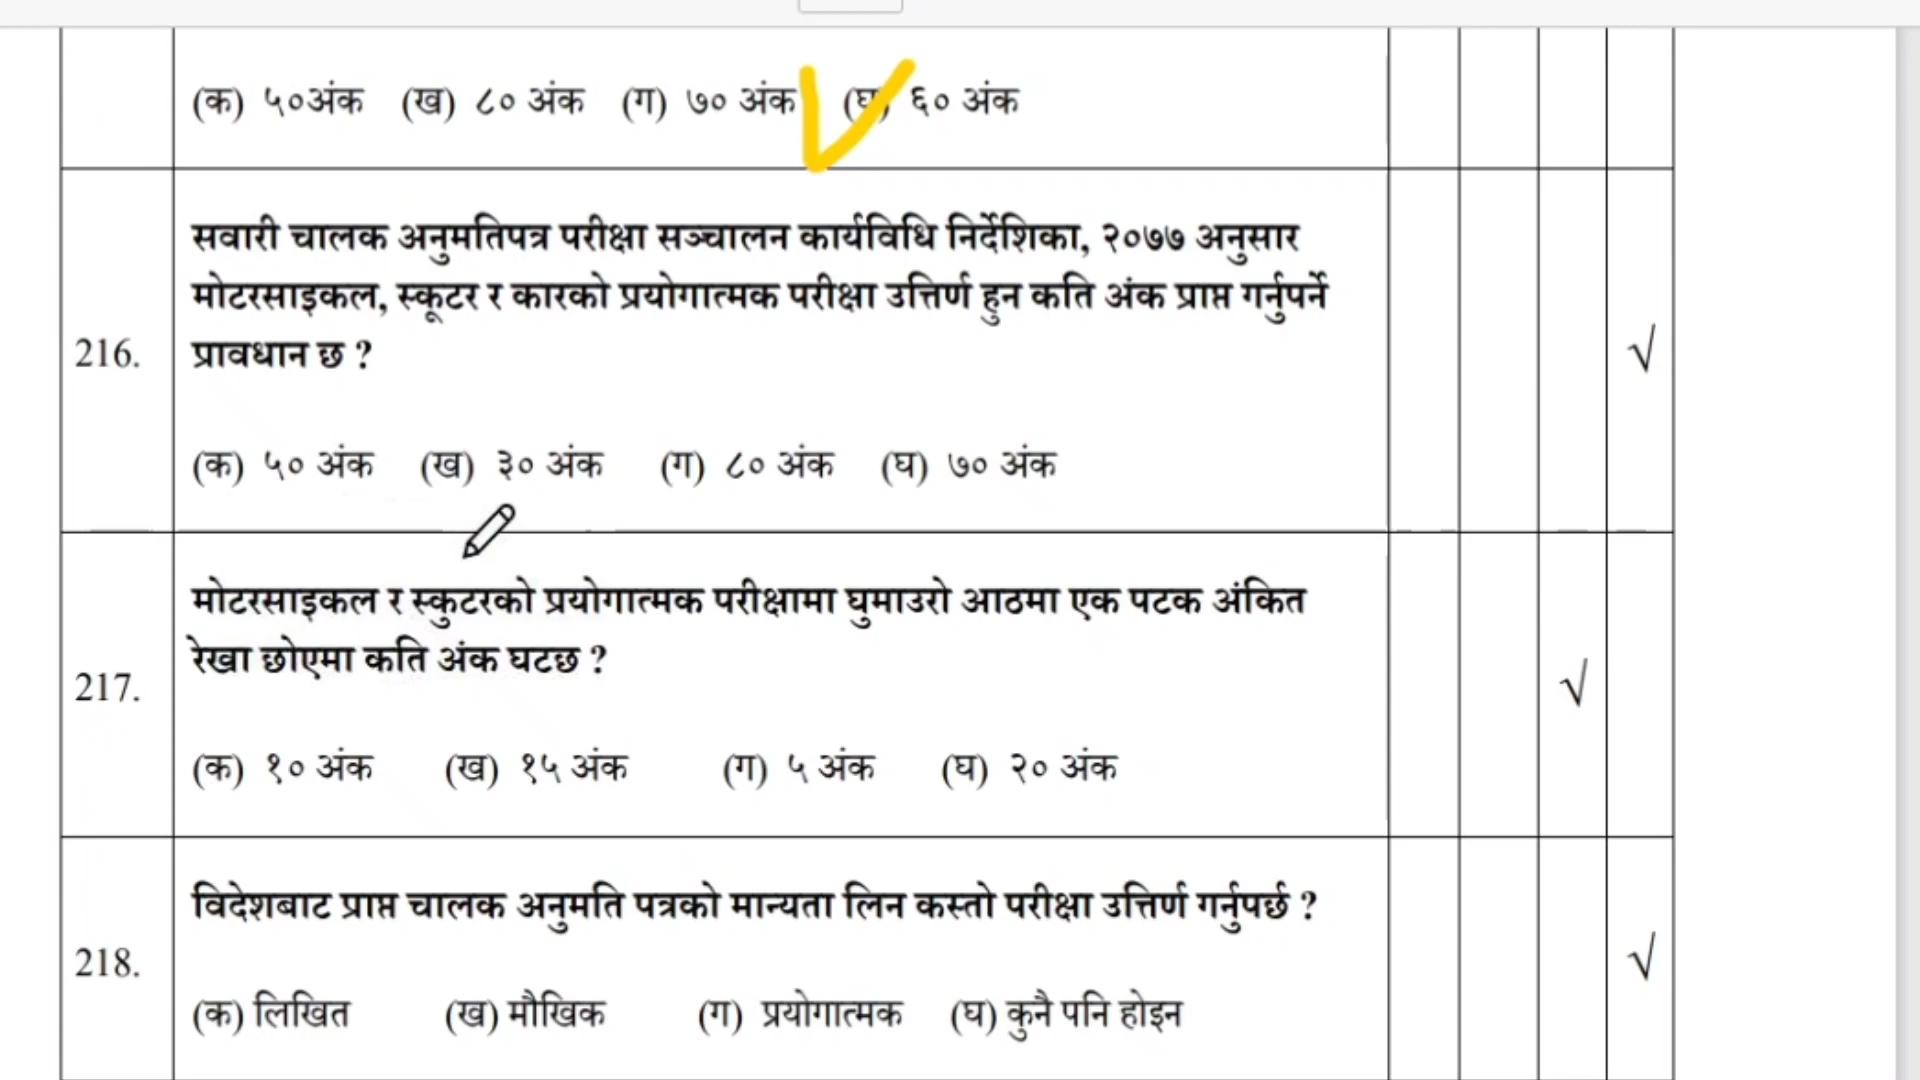 (क) ५०अंक (ख) ८० अंक (ग) ७० अंक (घ) ६० अंक
216.
सवारी चालक अनुमतिपत्र परीक्षा सञ्चालन कार्यविधि निर्देशिका, २०७७ अनुसार
मोटरसाइकल, स्कूटर र कारको प्रयोगात्मक परीक्षा उत्तिर्ण हुन कति अंक प्राप्त गर्नुपर्ने
प्रावधान छ ?
√
(क) ५० अंक (ख) ३० अंक (ग) ८० अंक (घ) ७० अंक
217.
मोटरसाइकल र स्कुटरको प्रयोगात्मक परीक्षामा घुमाउरो आठमा एक पटक अंकित
रेखा छोएमा कति अंक घटछ ?
√
(क) १० अंक (ख) १५ अंक (ग) ५ अंक (घ) २० अंक
218.
विदेशबाट प्राप्त चालक अनुमति पत्रको मान्यता लिन कस्तो परीक्षा उत्तिर्ण गर्नुपर्छ ?
√
(क) लिखित (ख) मौखिक (ग) प्रयोगात्मक (घ) कुनै पनि होइन